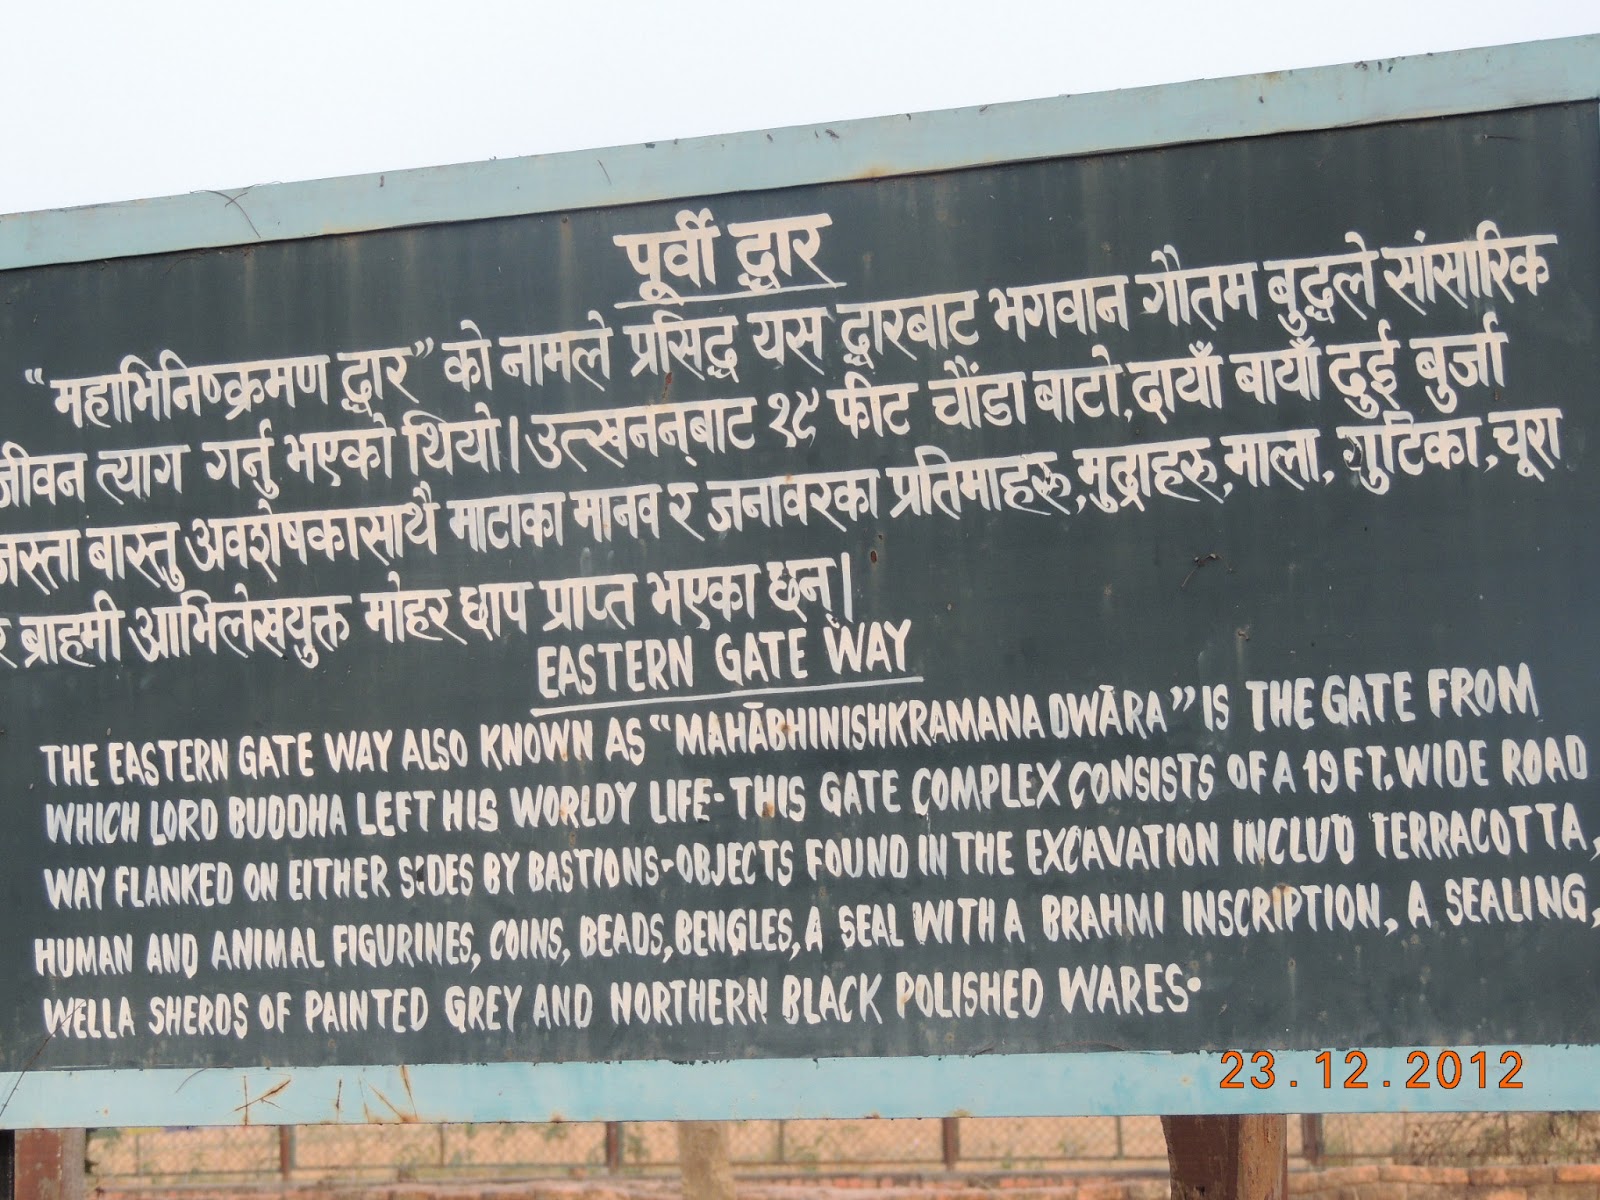 पूर्वी द्वार
“महाभिनिष्क्रमण द्वार” को नामले प्रसिद्ध यस द्वारबाट भगवान गौतम बुद्धले सांसारिक
जीवन त्याग गर्नु भएको थियो। उत्खनन्बाट १९ फीट चौंडा बाटो, दायाँ बायाँ दुई बुर्जा
जस्ता बास्तु अवशेषकासाथै माटाका मानव र जनावरका प्रतिमाहरू, मुद्राहरू, माला, गुटिका, चूरा
र ब्राहमी अभिलेखयुक्त मोहर छाप प्राप्त भएका छन्।
EASTERN GATE WAY
THE EASTERN GATE WAY ALSO KNOWN AS “MAHĀBHINISHKRAMANA DWĀRA” IS THE GATE FROM
WHICH LORD BUDDHA LEFT HIS WORLDY LIFE. THIS GATE COMPLEX CONSISTS OF A 19 FT. WIDE ROAD
WAY FLANKED ON EITHER SIDES BY BASTIONS. OBJECTS FOUND IN THE EXCAVATION INCLUD TERRACOTTA,
HUMAN AND ANIMAL FIGURINES, COINS, BEADS, BENGLES, A SEAL WITH A BRAHMI INSCRIPTION, A SEALING,
WELLA SHERDS OF PAINTED GREY AND NORTHERN BLACK POLISHED WARES.
23.12.2012